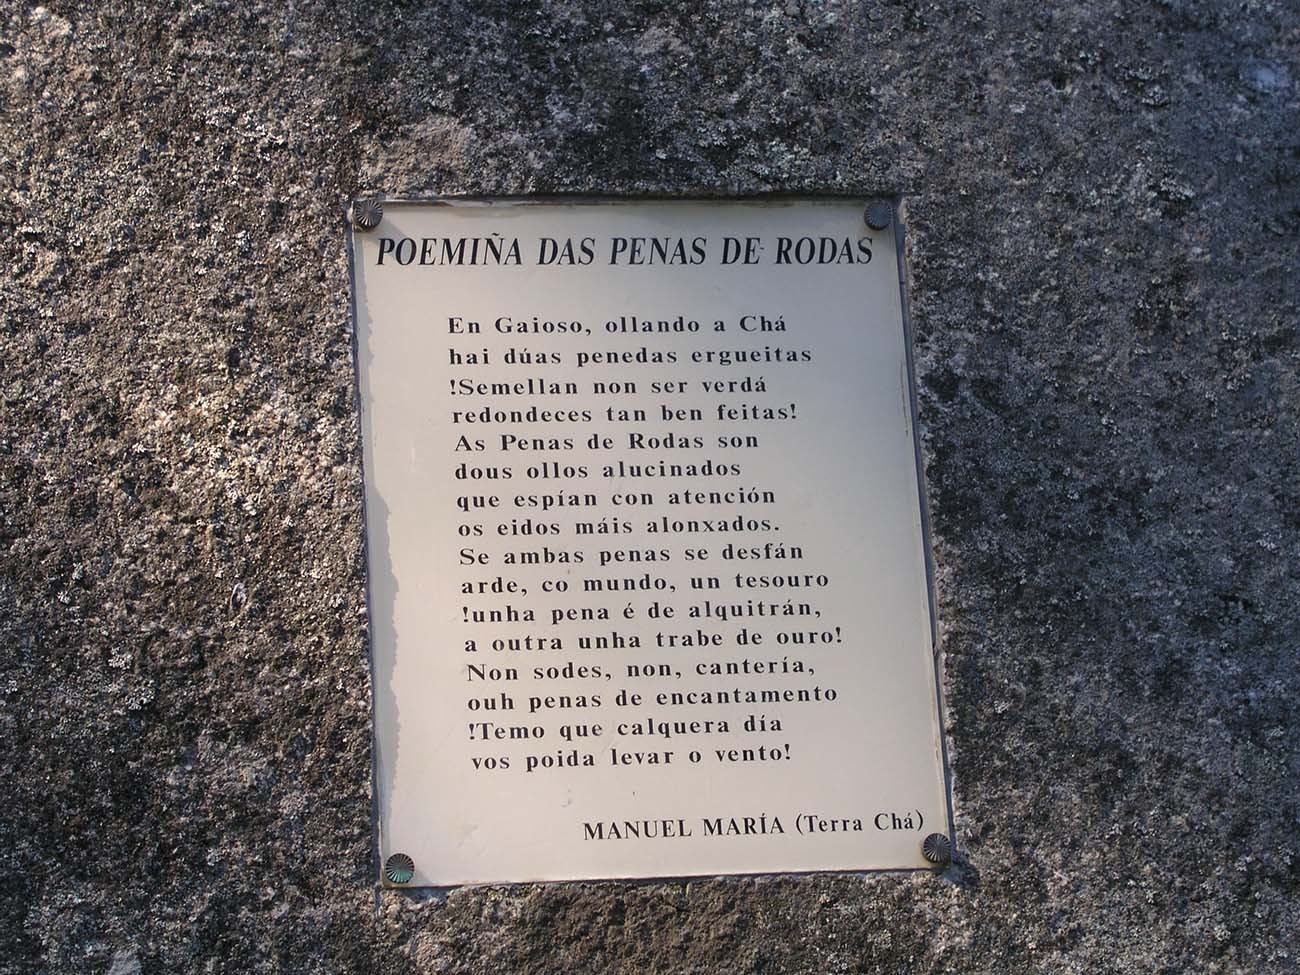 POEMIÑA DAS PENAS DE RODAS
En Gaioso, ollando a Chá
hai dúas penedas ergueitas
!Semellan non ser verdá
redondeces tan ben feitas!
As Penas de Rodas son
dous ollos alucinados
que espían con atención
os eidos máis alonxados.
Se ambas penas se desfán
arde, co mundo, un tesouro
!unha pena é de alquitrán,
a outra unha trabe de ouro!
Non sodes, non, cantería,
ouh penas de encantamento
!Temo que calquera día
vos poida levar o vento!
MANUEL MARÍA (Terra Chá)